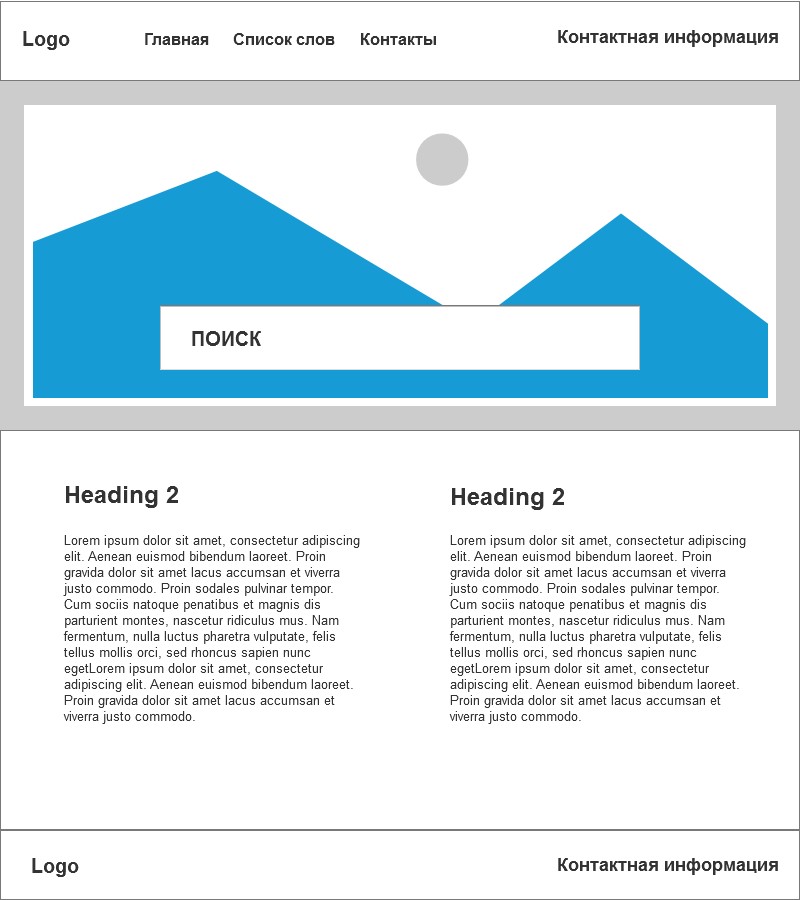 Logo
Главная Список слов Контакты
Контактная информация
ПОИСК
Heading 2
Lorem ipsum dolor sit amet, consectetur adipiscing
elit. Aenean euismod bibendum laoreet. Proin
gravida dolor sit amet lacus accumsan et viverra
justo commodo. Proin sodales pulvinar tempor.
Cum sociis natoque penatibus et magnis dis
parturient montes, nascetur ridiculus mus. Nam
fermentum, nulla luctus pharetra vulputate, felis
tellus mollis orci, sed rhoncus sapien nunc
egetLorem ipsum dolor sit amet, consectetur
adipiscing elit. Aenean euismod bibendum laoreet.
Proin gravida dolor sit amet lacus accumsan et
viverra justo commodo.
Heading 2
Lorem ipsum dolor sit amet, consectetur adipiscing
elit. Aenean euismod bibendum laoreet. Proin
gravida dolor sit amet lacus accumsan et viverra
justo commodo. Proin sodales pulvinar tempor.
Cum sociis natoque penatibus et magnis dis
parturient montes, nascetur ridiculus mus. Nam
fermentum, nulla luctus pharetra vulputate, felis
tellus mollis orci, sed rhoncus sapien nunc
egetLorem ipsum dolor sit amet, consectetur
adipiscing elit. Aenean euismod bibendum laoreet.
Proin gravida dolor sit amet lacus accumsan et
viverra justo commodo.
Logo
Контактная информация